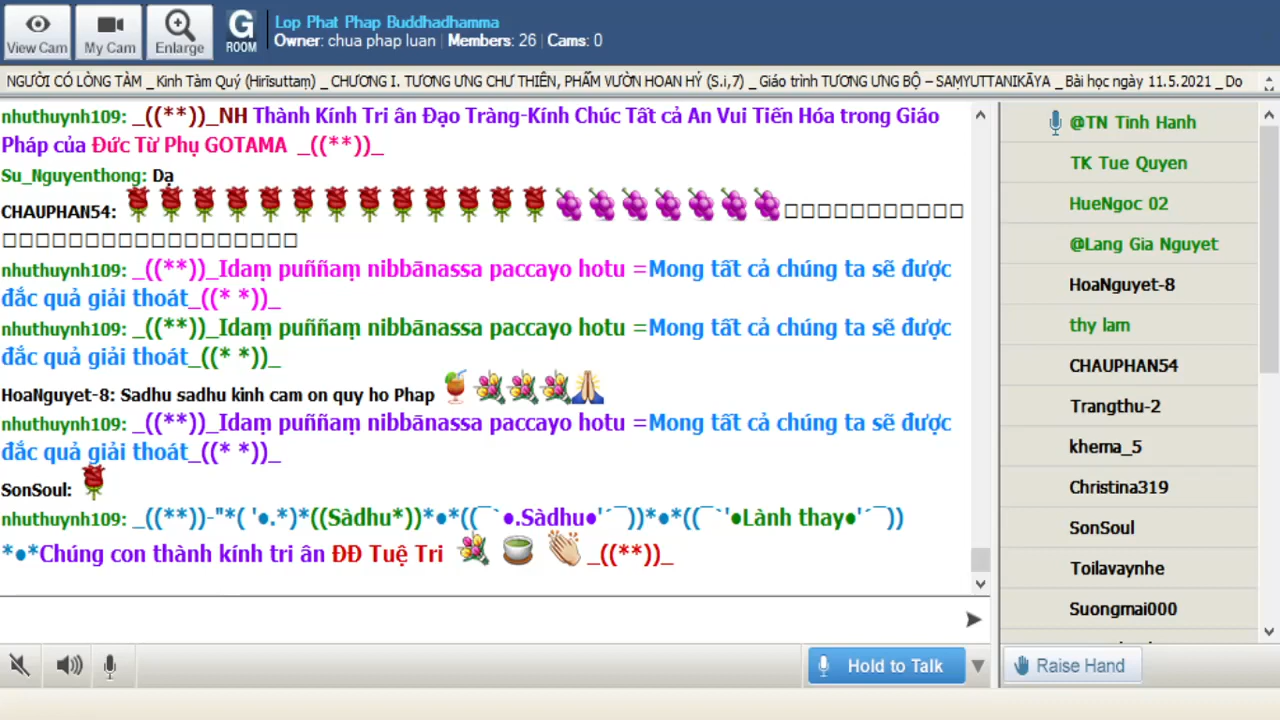 View Cam
My Cam
Enlarge
G
ROOM
Lop Phat Phap Buddhadhamma
Owner: chua phap luan | Members: 26 | Cams: 0
NGƯỜI CÓ LÒNG TÀM _ Kinh Tàm Quý (Hirīsuttaṃ) _ CHƯƠNG I. TƯƠNG ƯNG CHƯ THIÊN, PHẨM VƯỜN HOAN HỶ (S.i,7) _ Giáo trình TƯƠNG ƯNG BỘ – SAṂYUTTANIKĀYA _ Bài học ngày 11.5.2021 _ Do
nhuthuynh109: _((**))_NH Thành Kính Tri ân Đạo Tràng-Kính Chúc Tất cả An Vui Tiến Hóa trong Giáo
Pháp của Đức Từ Phụ GOTAMA _((**))_
Su_Nguyenthong: Dạ
CHAUPHAN54:
nhuthuynh109: _((**))_Idaṃ puññaṃ nibbānassa paccayo hotu =Mong tất cả chúng ta sẽ được
đắc quả giải thoát_((* *))_
nhuthuynh109: _((**))_Idaṃ puññaṃ nibbānassa paccayo hotu =Mong tất cả chúng ta sẽ được
đắc quả giải thoát_((* *))_
HoaNguyet-8: Sadhu sadhu kinh cam on quy ho Phap
nhuthuynh109: _((**))_Idaṃ puññaṃ nibbānassa paccayo hotu =Mong tất cả chúng ta sẽ được
đắc quả giải thoát_((* *))_
SonSoul:
nhuthuynh109: _((**))-"*( '●.*)*((Sàdhu*))*●*((¯`●.Sàdhu●'´¯))*●*((¯`'●Lành thay●'´¯))
*●*Chúng con thành kính tri ân ĐĐ Tuệ Tri _((**))_
@TN Tinh Hanh
TK Tue Quyen
HueNgoc 02
@Lang Gia Nguyet
HoaNguyet-8
thy lam
CHAUPHAN54
Trangthu-2
khema_5
Christina319
SonSoul
Toilavaynhe
Suongmai000
Hold to Talk
Raise Hand